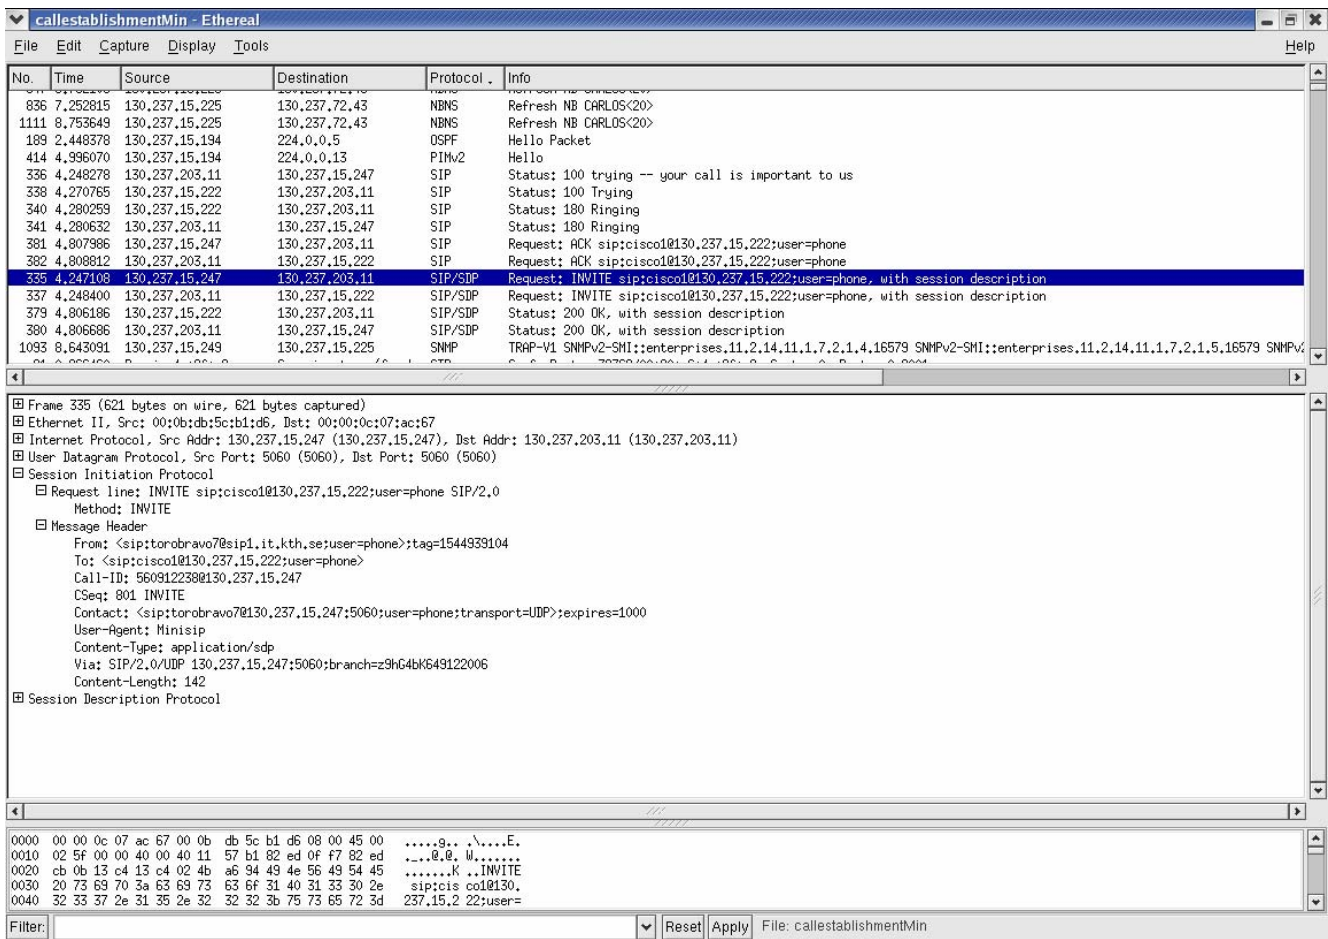 callestablishmentMin - Ethereal
File Edit Capture Display Tools Help
No. Time Source Destination Protocol . Info
836 7.252815 130.237.15.225 130.237.72.43 NBNS Refresh NB CARLOS<20>
1111 8.753649 130.237.15.225 130.237.72.43 NBNS Refresh NB CARLOS<20>
189 2.448378 130.237.15.194 224.0.0.5 OSPF Hello Packet
414 4.996070 130.237.15.194 224.0.0.13 PIMv2 Hello
336 4.248278 130.237.203.11 130.237.15.247 SIP Status: 100 trying -- your call is important to us
338 4.270765 130.237.15.222 130.237.203.11 SIP Status: 100 Trying
340 4.280259 130.237.15.222 130.237.203.11 SIP Status: 180 Ringing
341 4.280632 130.237.203.11 130.237.15.247 SIP Status: 180 Ringing
381 4.807986 130.237.15.247 130.237.203.11 SIP Request: ACK sip:cisco1@130.237.15.222;user=phone
382 4.808812 130.237.203.11 130.237.15.222 SIP Request: ACK sip:cisco1@130.237.15.222;user=phone
335 4.247108 130.237.15.247 130.237.203.11 SIP/SDP Request: INVITE sip:cisco1@130.237.15.222;user=phone, with session description
337 4.248400 130.237.203.11 130.237.15.222 SIP/SDP Request: INVITE sip:cisco1@130.237.15.222;user=phone, with session description
379 4.806186 130.237.15.222 130.237.203.11 SIP/SDP Status: 200 OK, with session description
380 4.806686 130.237.203.11 130.237.15.247 SIP/SDP Status: 200 OK, with session description
1093 8.643091 130.237.15.249 130.237.15.225 SNMP TRAP-V1 SNMPv2-SMI::enterprises.11.2.14.11.1.7.2.1.4.16579 SNMPv2-SMI::enterprises.11.2.14.11.1.7.2.1.5.16579 SNMPv2
Frame 335 (621 bytes on wire, 621 bytes captured)
Ethernet II, Src: 00:0b:db:5c:b1:d6, Dst: 00:00:0c:07:ac:67
Internet Protocol, Src Addr: 130.237.15.247 (130.237.15.247), Dst Addr: 130.237.203.11 (130.237.203.11)
User Datagram Protocol, Src Port: 5060 (5060), Dst Port: 5060 (5060)
Session Initiation Protocol
Request line: INVITE sip:cisco1@130.237.15.222;user=phone SIP/2.0
Method: INVITE
Message Header
From: <sip:torobravo7@sip1.it.kth.se;user=phone>;tag=1544939104
To: <sip:cisco1@130.237.15.222;user=phone>
Call-ID: 560912238@130.237.15.247
CSeq: 801 INVITE
Contact: <sip:torobravo7@130.237.15.247:5060;user=phone;transport=UDP>;expires=1000
User-Agent: Minisip
Content-Type: application/sdp
Via: SIP/2.0/UDP 130.237.15.247:5060;branch=z9hG4bK649122006
Content-Length: 142
Session Description Protocol
0000 00 00 0c 07 ac 67 00 0b db 5c b1 d6 08 00 45 00 .....g.. .\....E.
0010 02 5f 00 00 40 00 40 11 57 b1 82 ed 0f f7 82 ed ._..@.@. W.......
0020 cb 0b 13 c4 13 c4 02 4b a6 94 49 4e 56 49 54 45 .......K ..INVITE
0030 20 73 69 70 3a 63 69 73 63 6f 31 40 31 33 30 2e sip:cis co1@130.
0040 32 33 37 2e 31 35 2e 32 32 32 3b 75 73 65 72 3d 237.15.2 22;user=
Filter: Reset Apply File: callestablishmentMin